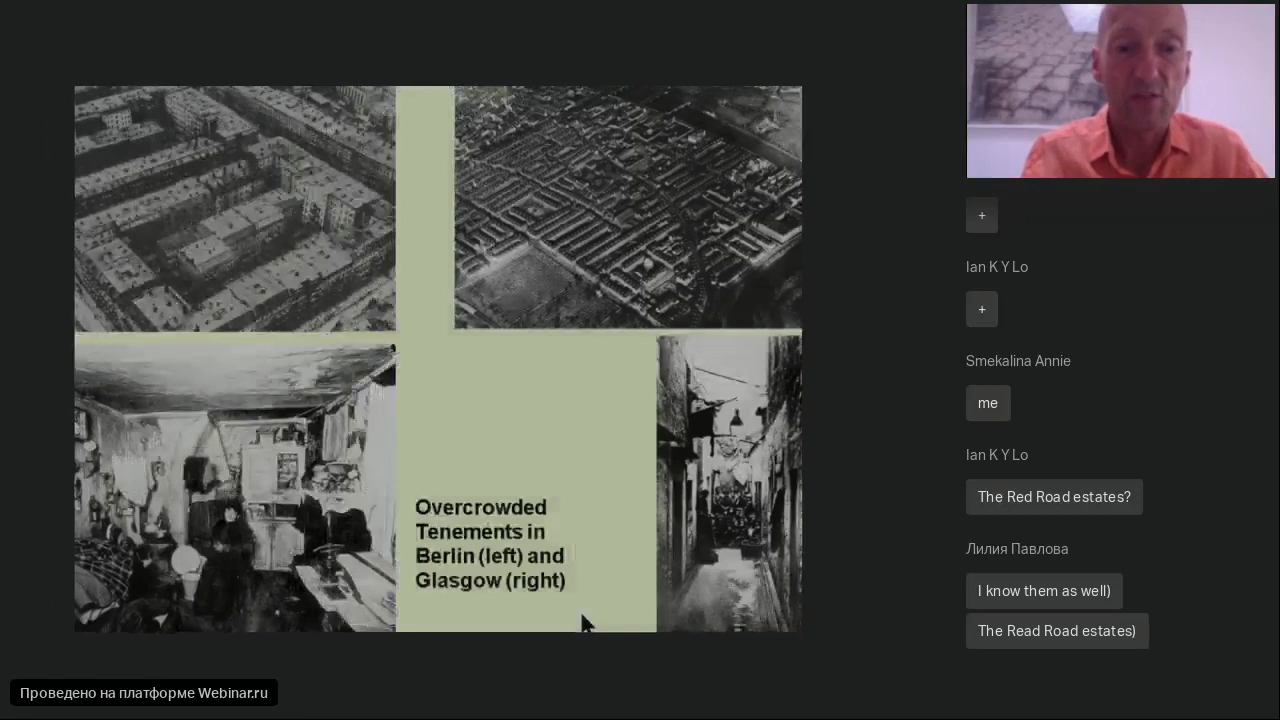 Overcrowded
Tenements in
Berlin (left) and
Glasgow (right)
+
Ian K Y Lo
+
Smekalina Annie
me
Ian K Y Lo
The Red Road estates?
Лилия Павлова
I know them as well)
The Read Road estates)
Проведено на платформе Webinar.ru